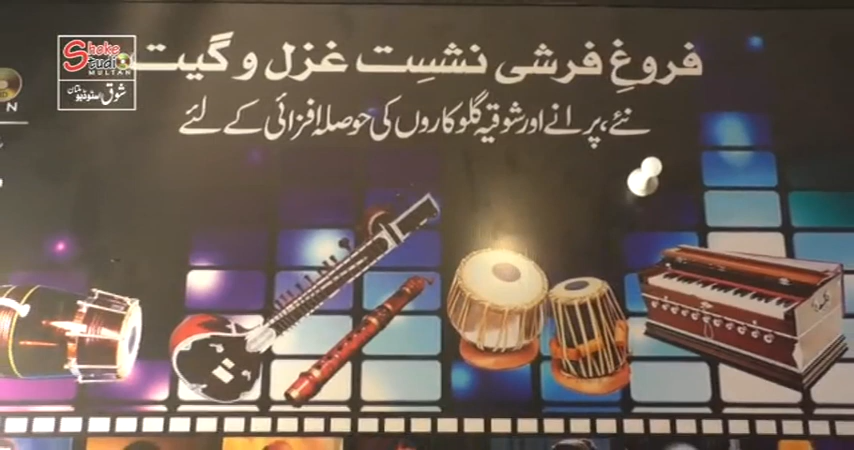 Shoke
Studio
MULTAN
شوق اسٹوڈیو ملتان
فروغِ فرشی نشستِ غزل و گیت
نئے، پرانے اور شوقیہ گلوکاروں کی حوصلہ افزائی کے لئے